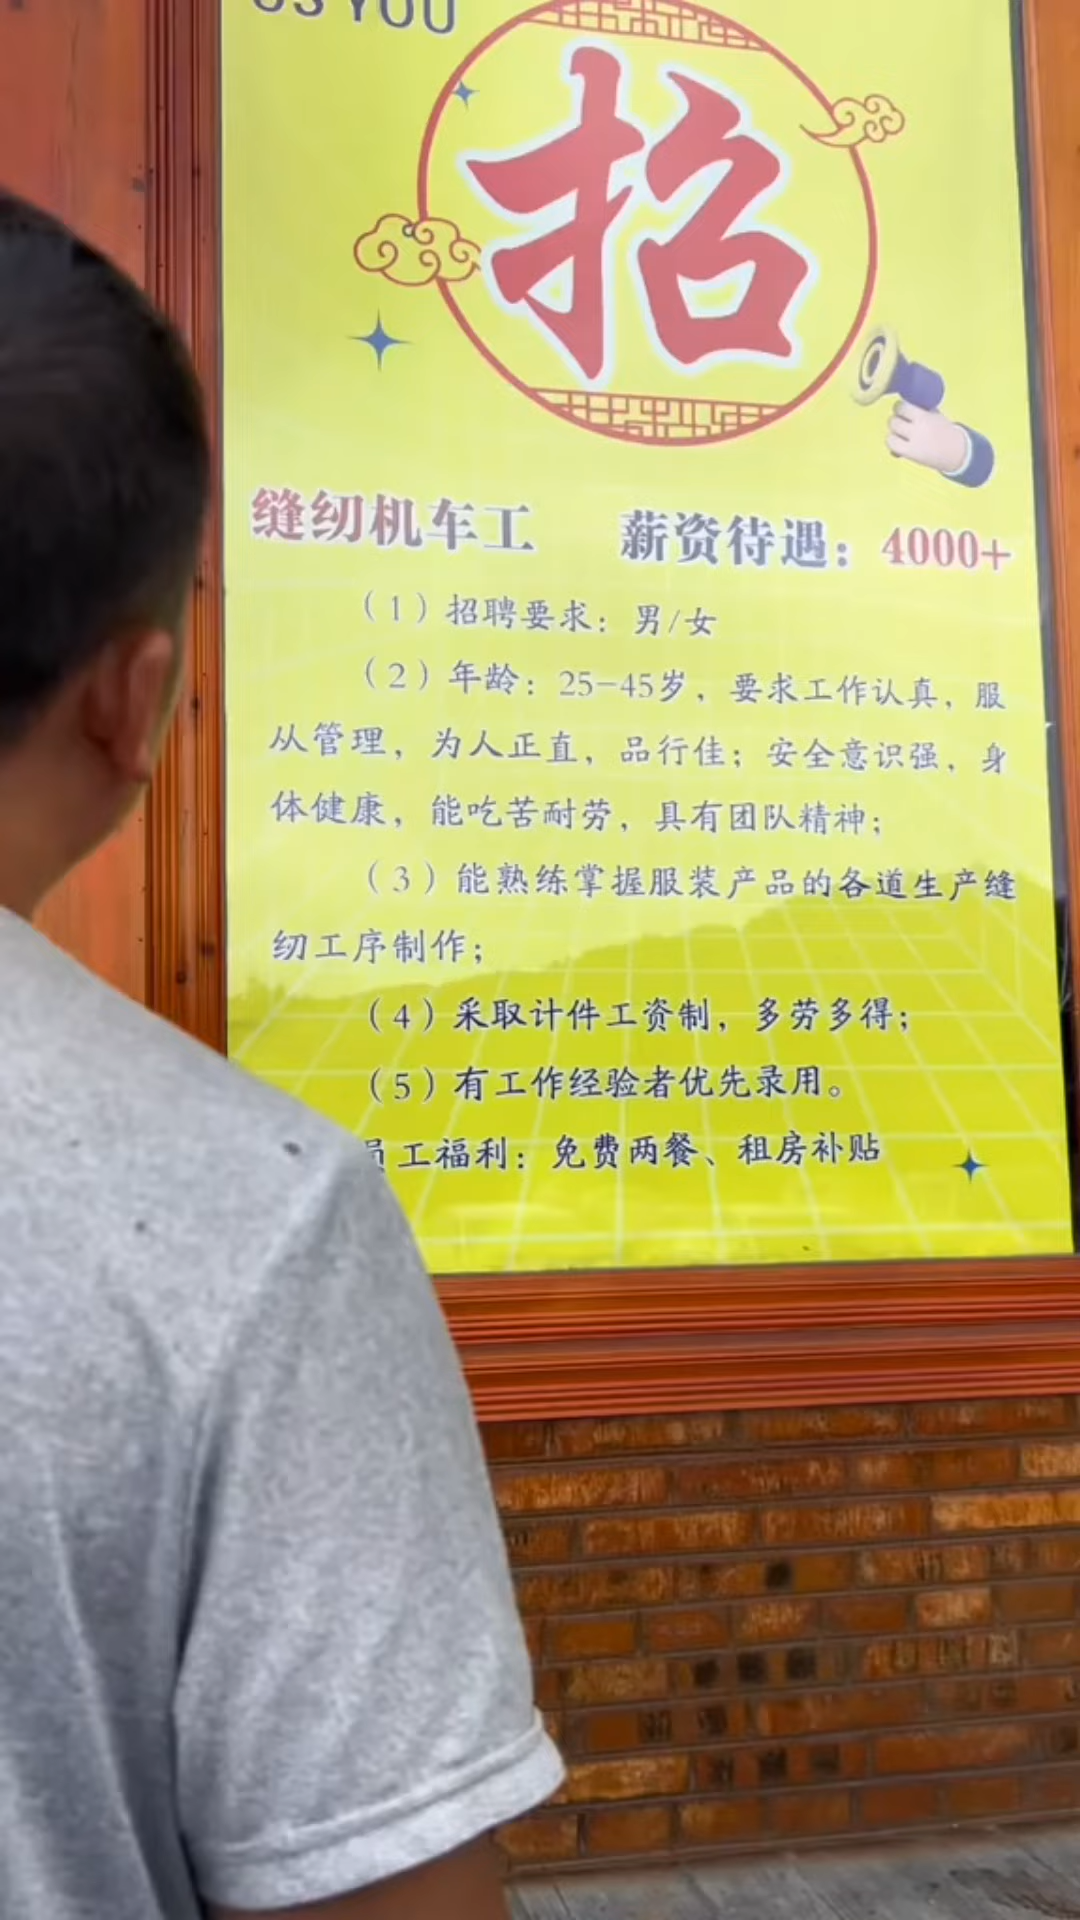 US YOU
招
缝纫机车工 薪资待遇：4000+
（1）招聘要求：男/女
（2）年龄：25-45岁，要求工作认真，服
从管理，为人正直，品行佳；安全意识强，身
体健康，能吃苦耐劳，具有团队精神；
（3）能熟练掌握服装产品的各道生产缝
纫工序制作；
（4）采取计件工资制，多劳多得；
（5）有工作经验者优先录用。
员工福利：免费两餐、租房补贴